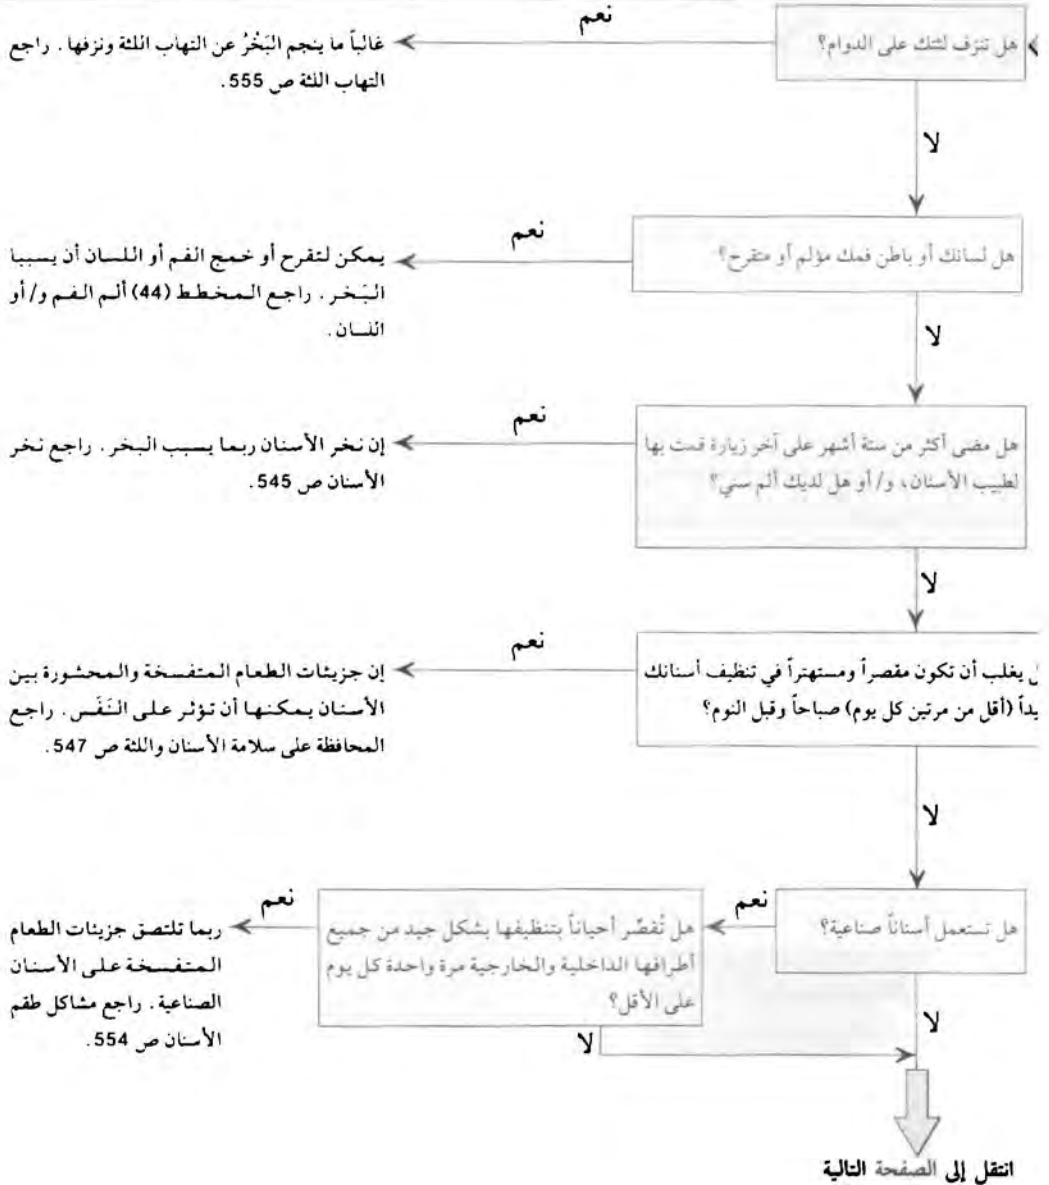 هل تنزف لثتك على الدوام؟
نعم
غالباً ما ينجم البَخْرُ عن التهاب اللثة ونزفها . راجع
التهاب اللثة ص 555 .
لا
هل لسانك أو باطن فمك مؤلم أو متقرح؟
نعم
يمكن لتقرح أو خمج الفم أو اللسان أن يسببا
البَخر . راجع المخطط (44) ألم الفم و/ أو
اللسان .
لا
هل مضى أكثر من ستة أشهر على آخر زيارة قمت بها
لطبيب الأسنان، و/ أو هل لديك ألم سني؟
نعم
إن نخر الأسنان ربما يسبب البخر . راجع نخر
الأسنان ص 545 .
لا
ل يغلب أن تكون مقصراً ومستهتراً في تنظيف أسنانك
يداً (أقل من مرتين كل يوم) صباحاً وقبل النوم؟
نعم
إن جزيئات الطعام المتفسخة والمحشورة بين
الأسنان يمكنها أن تؤثر على النَفَس . راجع
المحافظة على سلامة الأسنان واللثة ص 547 .
لا
هل تستعمل أسناناً صناعية؟
نعم
هل تُقصِّر أحياناً بتنظيفها بشكل جيد من جميع
أطرافها الداخلية والخارجية مرة واحدة كل يوم
على الأقل؟
نعم
ربما تلتصق جزيئات الطعام
المتفسخة على الأسنان
الصناعية . راجع مشاكل طقم
الأسنان ص 554 .
لا
لا
انتقل إلى الصفحة التالية